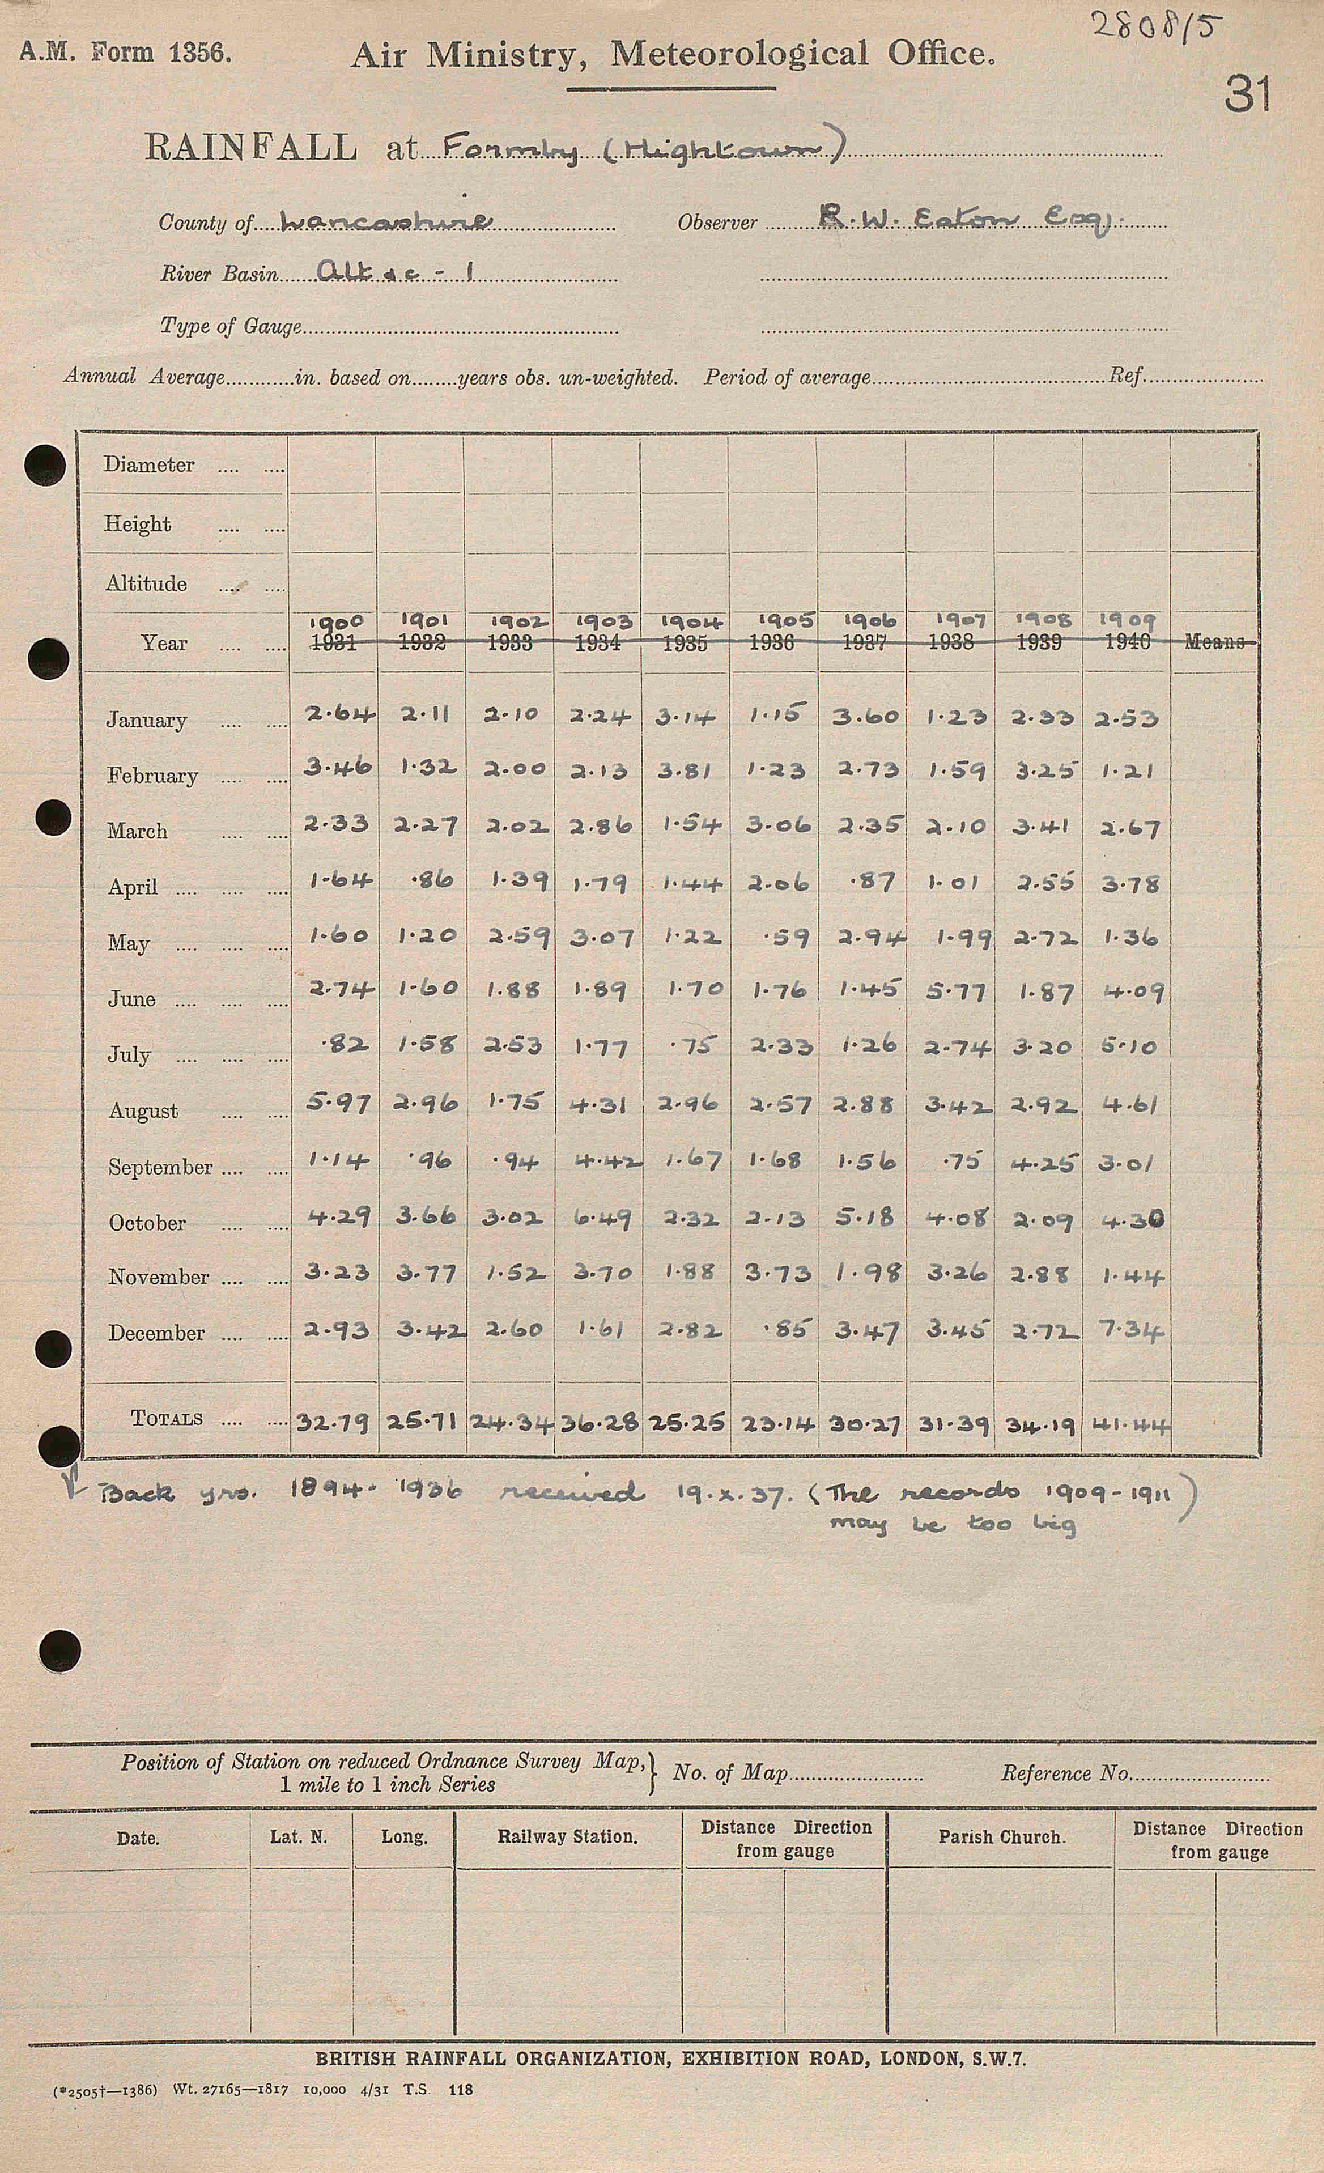 2808/5
A.M. Form 1356. Air Ministry, Meteorological Office.
31
RAINFALL at Formby (Hightown)
County of Lancashire Observer R.W. Eaton Esq.
River Basin Alt &c - 1
Type of Gauge
Annual Average in. based on years obs. un-weighted. Period of average Ref.
Diameter
Height
Altitude
1900 1901 1902 1903 1904 1905 1906 1907 1908 1909
Year 1931 1932 1933 1934 1935 1936 1937 1938 1939 1940 Means
January 2.64 2.11 2.10 2.24 3.14 1.15 3.60 1.23 2.33 2.53
February 3.46 1.32 2.00 2.13 3.81 1.23 2.73 1.59 3.25 1.21
March 2.33 2.27 2.02 2.86 1.54 3.06 2.35 2.10 3.41 2.67
April 1.64 .86 1.39 1.79 1.44 2.06 .87 1.01 2.55 3.78
May 1.60 1.20 2.59 3.07 1.22 .59 2.94 1.99 2.72 1.36
June 2.74 1.60 1.88 1.89 1.70 1.76 1.45 5.77 1.87 4.09
July .82 1.58 2.53 1.77 .75 2.33 1.26 2.74 3.20 5.10
August 5.97 2.96 1.75 4.31 2.96 2.57 2.88 3.42 2.92 4.61
September 1.14 .96 .94 4.42 1.67 1.68 1.56 .75 4.25 3.01
October 4.29 3.66 3.02 6.49 2.32 2.13 5.18 4.08 2.09 4.30
November 3.23 3.77 1.52 3.70 1.88 3.73 1.98 3.26 2.88 1.44
December 2.93 3.42 2.60 1.61 2.82 .85 3.47 3.45 2.72 7.34
TOTALS 32.79 25.71 24.34 36.28 25.25 23.14 30.27 31.39 34.19 41.44
Back yrs. 1894-1936 received 19.x.37. (The records 1909-1911
may be too big)
Position of Station on reduced Ordnance Survey Map,} No. of Map Reference No.
1 mile to 1 inch Series
Date. Lat. N. Long. Railway Station. Distance Direction from gauge Parish Church. Distance Direction from gauge
BRITISH RAINFALL ORGANIZATION, EXHIBITION ROAD, LONDON, S.W.7.
(*2505†—1386) Wt. 27165—1817 10,000 4/31 T.S. 118